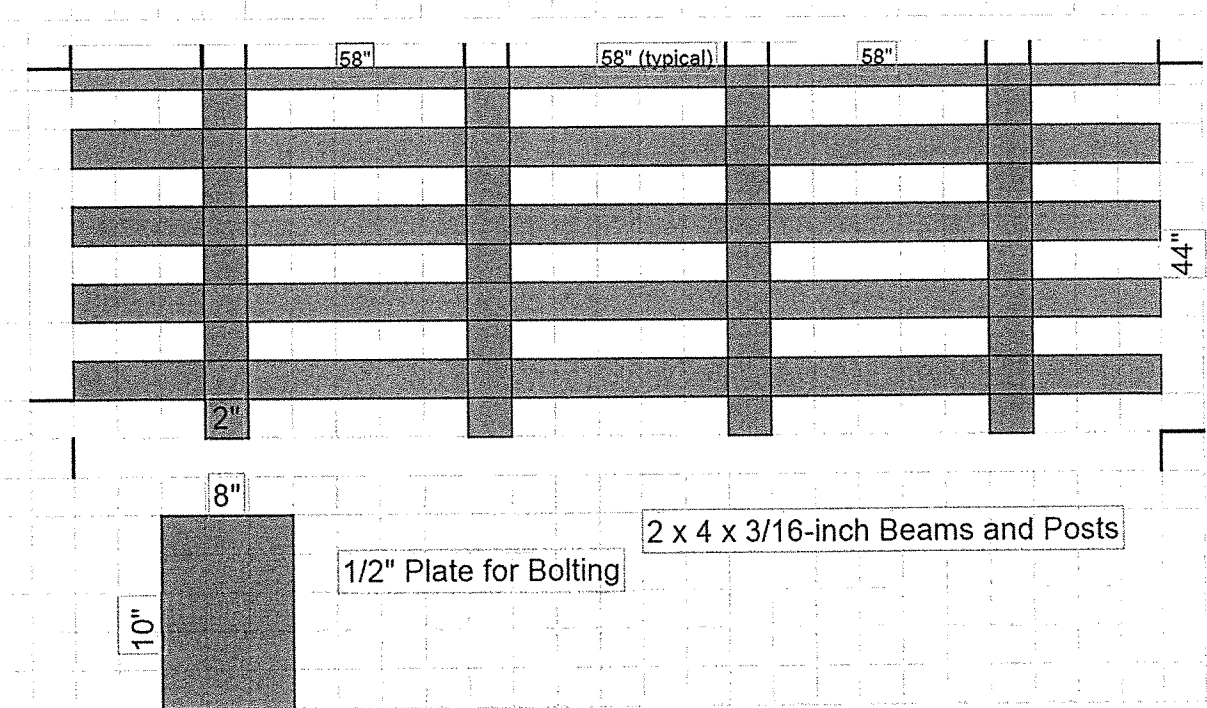 58"
58" (typical)
58"
44"
2"
8"
2 x 4 x 3/16-inch Beams and Posts
1/2" Plate for Bolting
10"